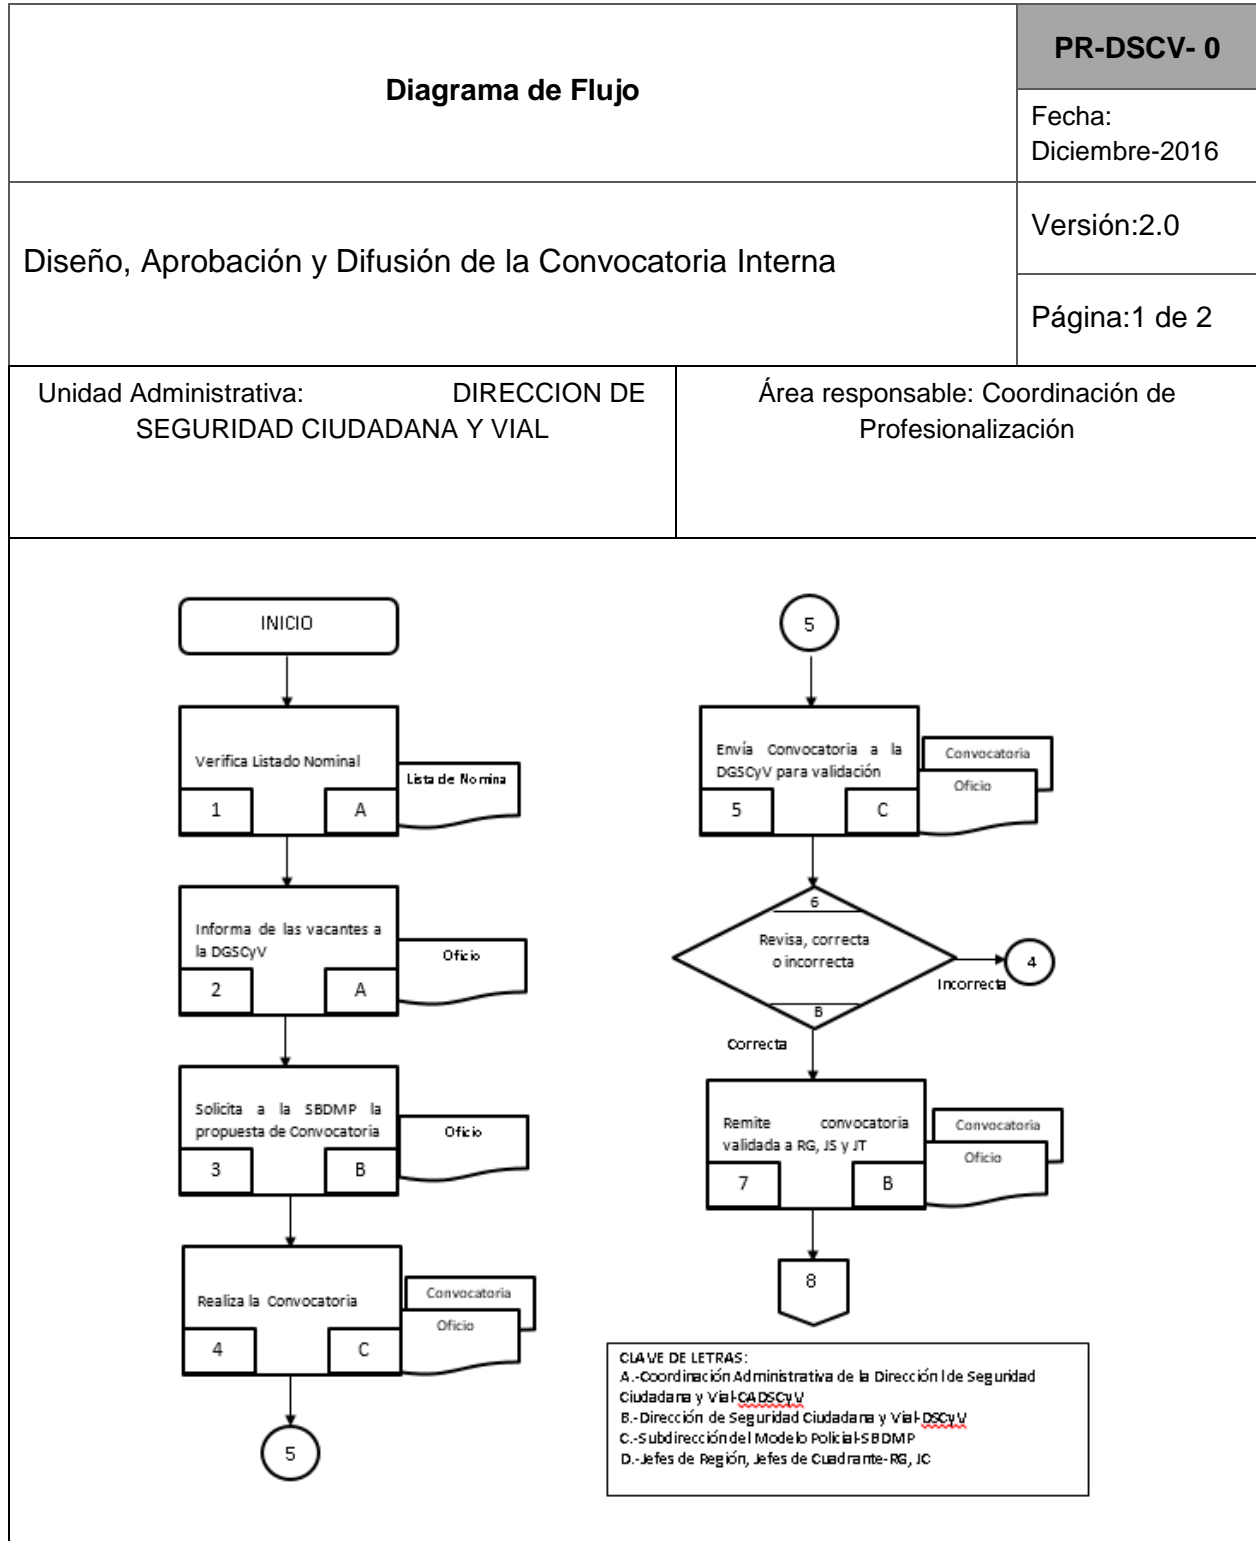 Diagrama de Flujo
PR-DSCV- 0
Fecha:
Diciembre-2016
Diseño, Aprobación y Difusión de la Convocatoria Interna
Versión:2.0
Página:1 de 2
Unidad Administrativa: DIRECCION DE
SEGURIDAD CIUDADANA Y VIAL
Área responsable: Coordinación de
Profesionalización
INICIO
Verifica Listado Nominal
1
A
Lista de Nomina
Informa de las vacantes a
la DGSCyV
2
A
Oficio
Solicita a la SBDMP la
propuesta de Convocatoria
3
B
Oficio
Realiza la Convocatoria
4
C
Convocatoria
Oficio
5
5
Envía Convocatoria a la
DGSCyV para validación
5
C
Convocatoria
Oficio
6
Revisa, correcta
o incorrecta
B
Incorrecta
4
Correcta
Remite convocatoria
validada a RG, JS y JT
7
B
Convocatoria
Oficio
8
CLAVE DE LETRAS:
A.-Coordinación Administrativa de la Dirección l de Seguridad
Ciudadana y Vial-CADSCyV
B.-Dirección de Seguridad Ciudadana y Vial-DSCyV
C.-Subdirección del Modelo Policial-SBDMP
D.-Jefes de Región, Jefes de Cuadrante-RG, JC